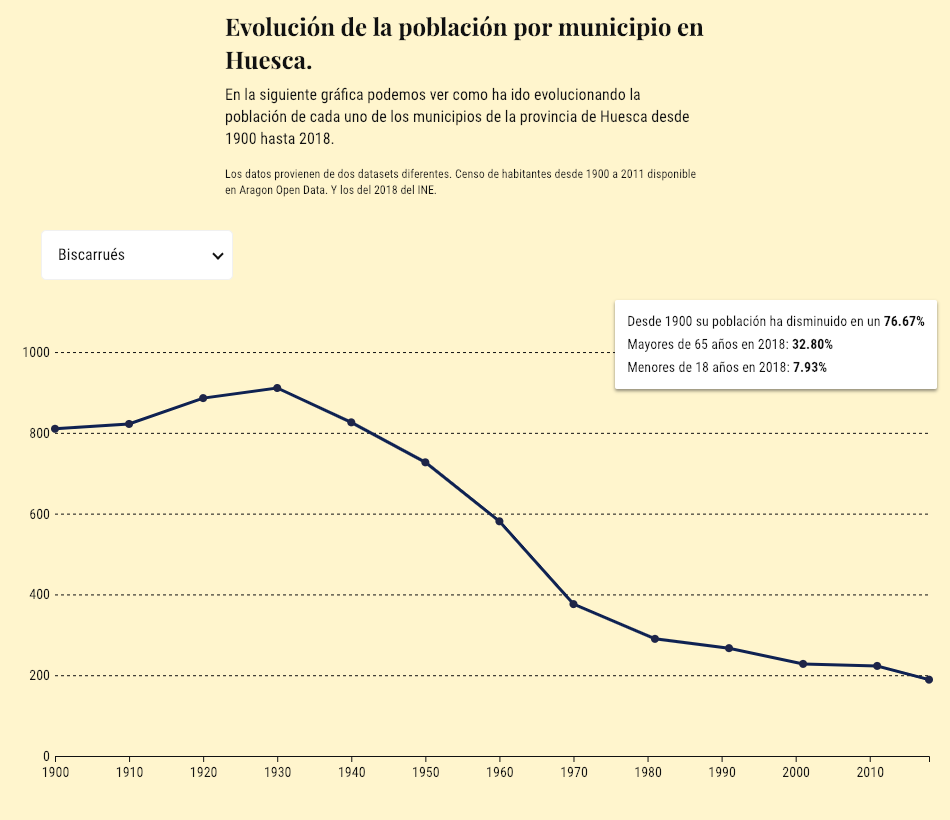 Evolución de la población por municipio en
Huesca.
En la siguiente gráfica podemos ver como ha ido evolucionando la
población de cada uno de los municipios de la provincia de Huesca desde
1900 hasta 2018.
Los datos provienen de dos datasets diferentes. Censo de habitantes desde 1900 a 2011 disponible
en Aragon Open Data. Y los del 2018 del INE.
Biscarrués
Desde 1900 su población ha disminuido en un 76.67%
Mayores de 65 años en 2018: 32.80%
Menores de 18 años en 2018: 7.93%
1000
800
600
400
200
0
1900 1910 1920 1930 1940 1950 1960 1970 1980 1990 2000 2010